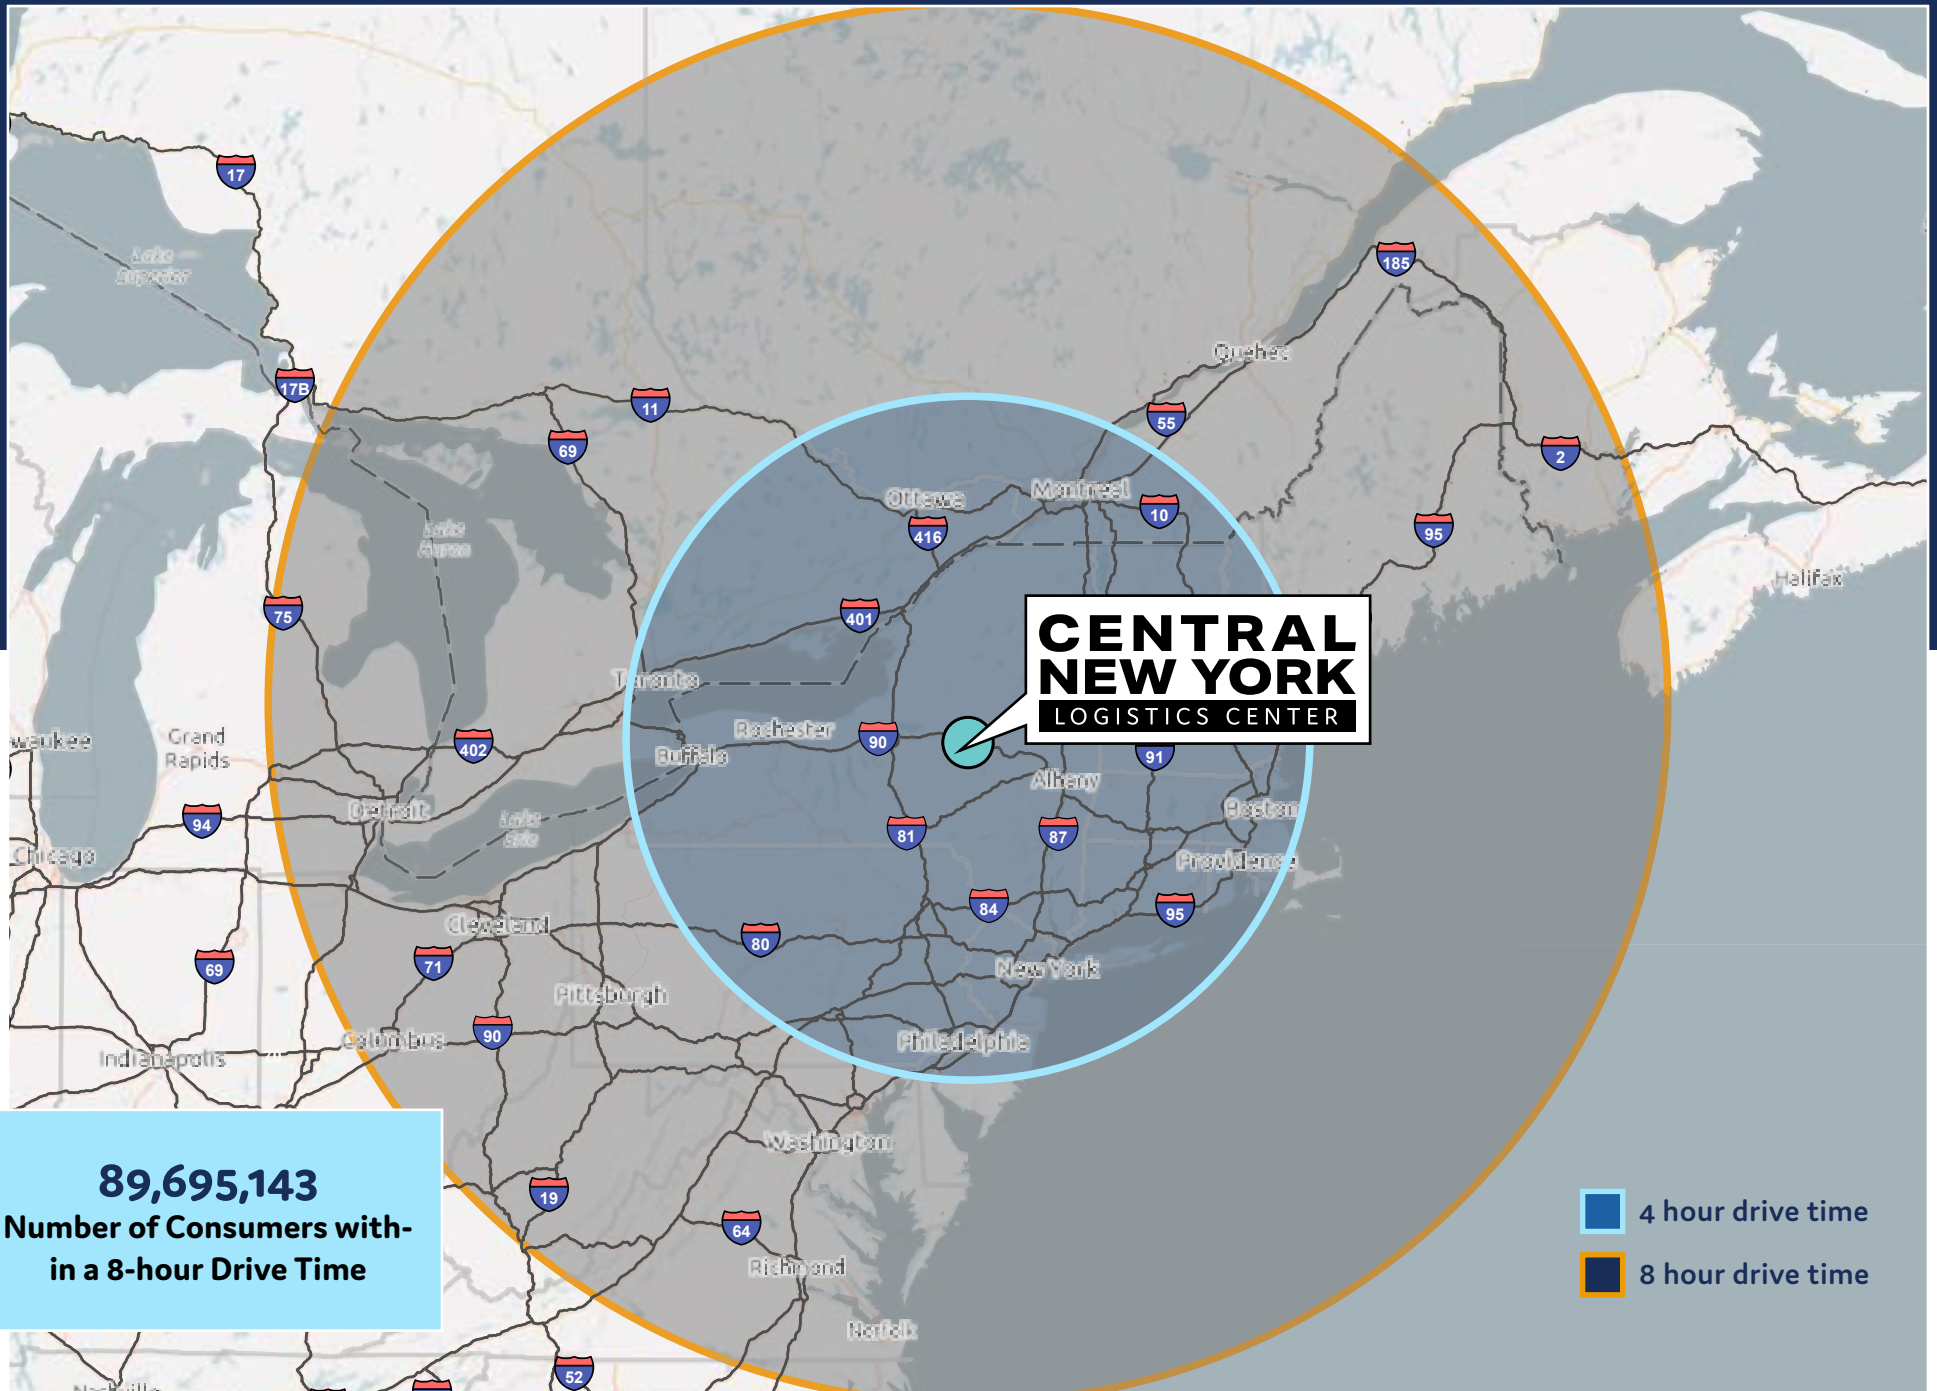 17
Lake
Superior
185
Quebec
17B
11
55
69
2
Ottawa
Montreal
10
416
95
Lake
Huron
Halifax
75
401
CENTRAL
NEW YORK
LOGISTICS CENTER
Toronto
Rochester
90
waukee
Grand
Rapids
402
Buffalo
91
Albany
94
Detroit
Boston
Lake
Erie
81
87
Chicago
Providence
84
95
Cleveland
80
71
69
New York
Pittsburgh
90
Columbus
Philadelphia
Indianapolis
Washington
89,695,143
Number of Consumers with-
in a 8-hour Drive Time
19
64
4 hour drive time
Richmond
8 hour drive time
Norfolk
52
Nashville